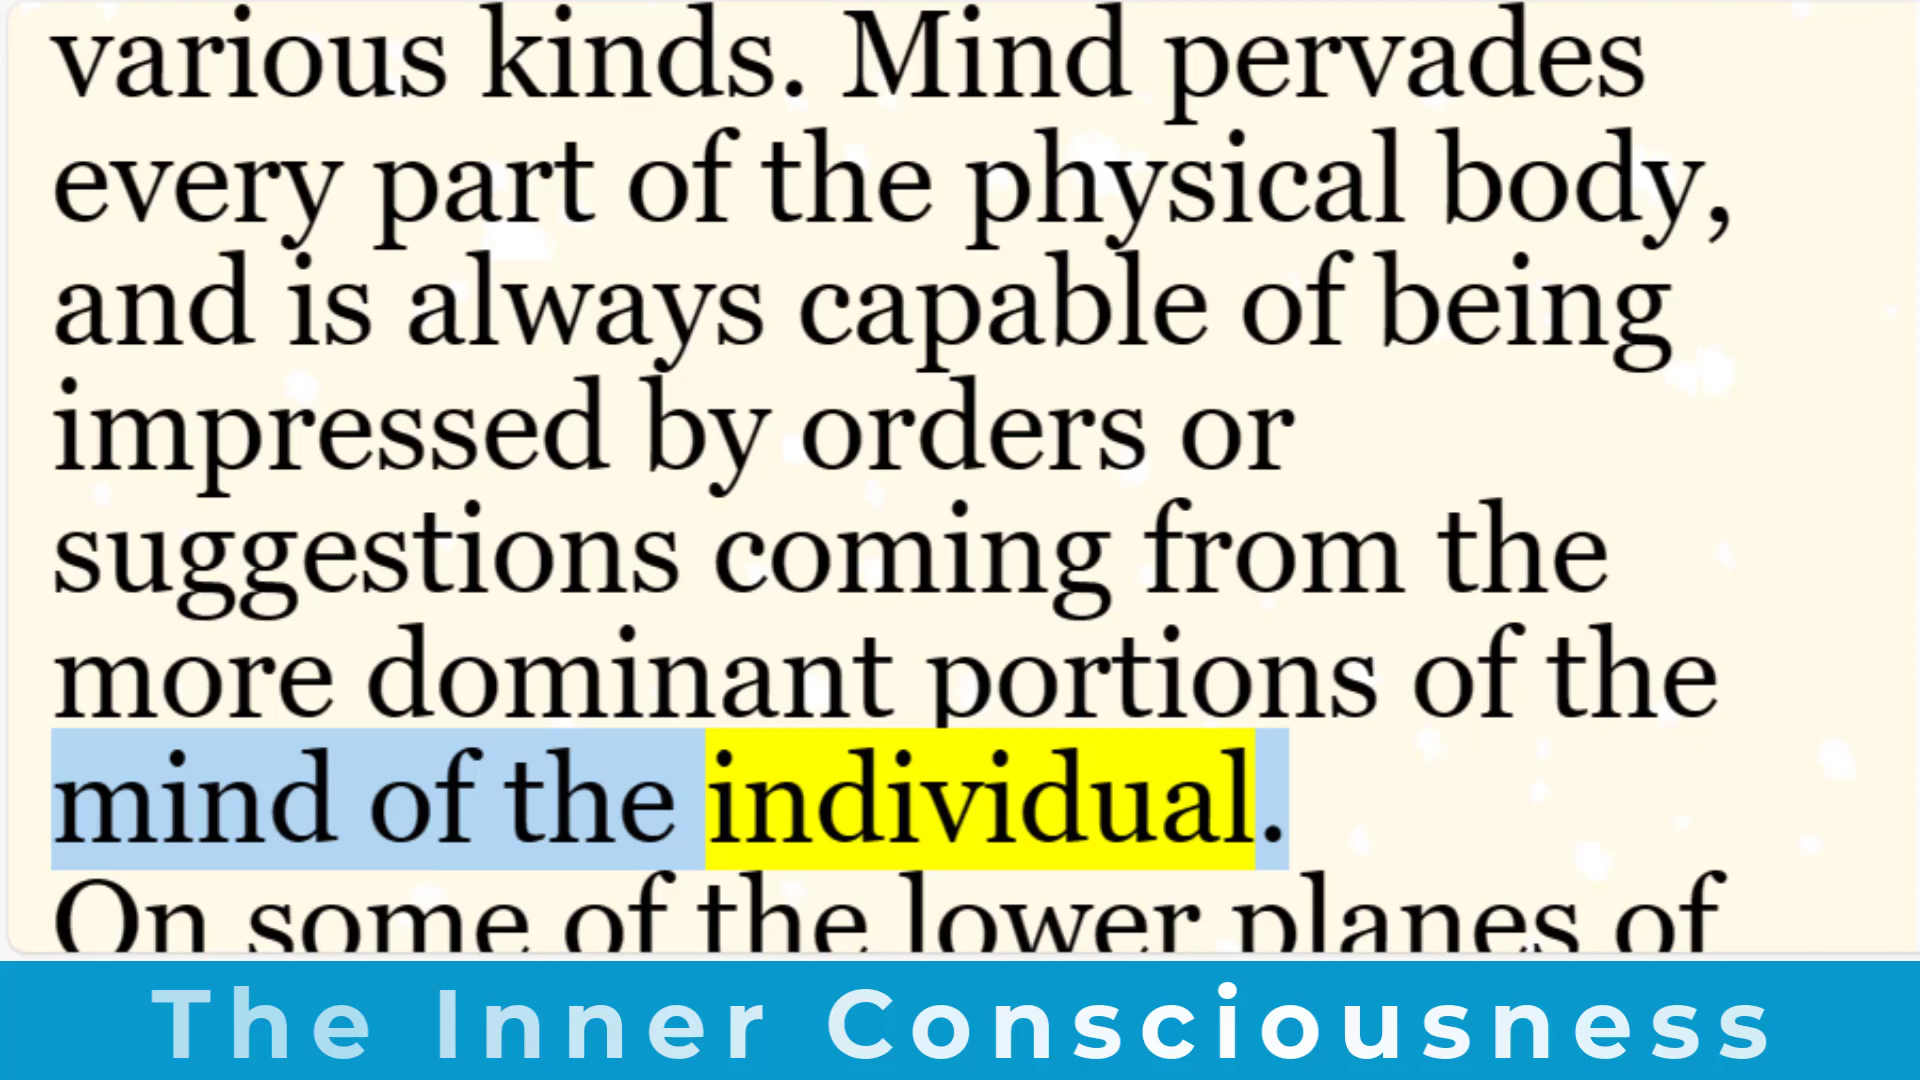 various kinds. Mind pervades
every part of the physical body,
and is always capable of being
impressed by orders or
suggestions coming from the
more dominant portions of the
mind of the individual.
On some of the lower planes of
The Inner Consciousness